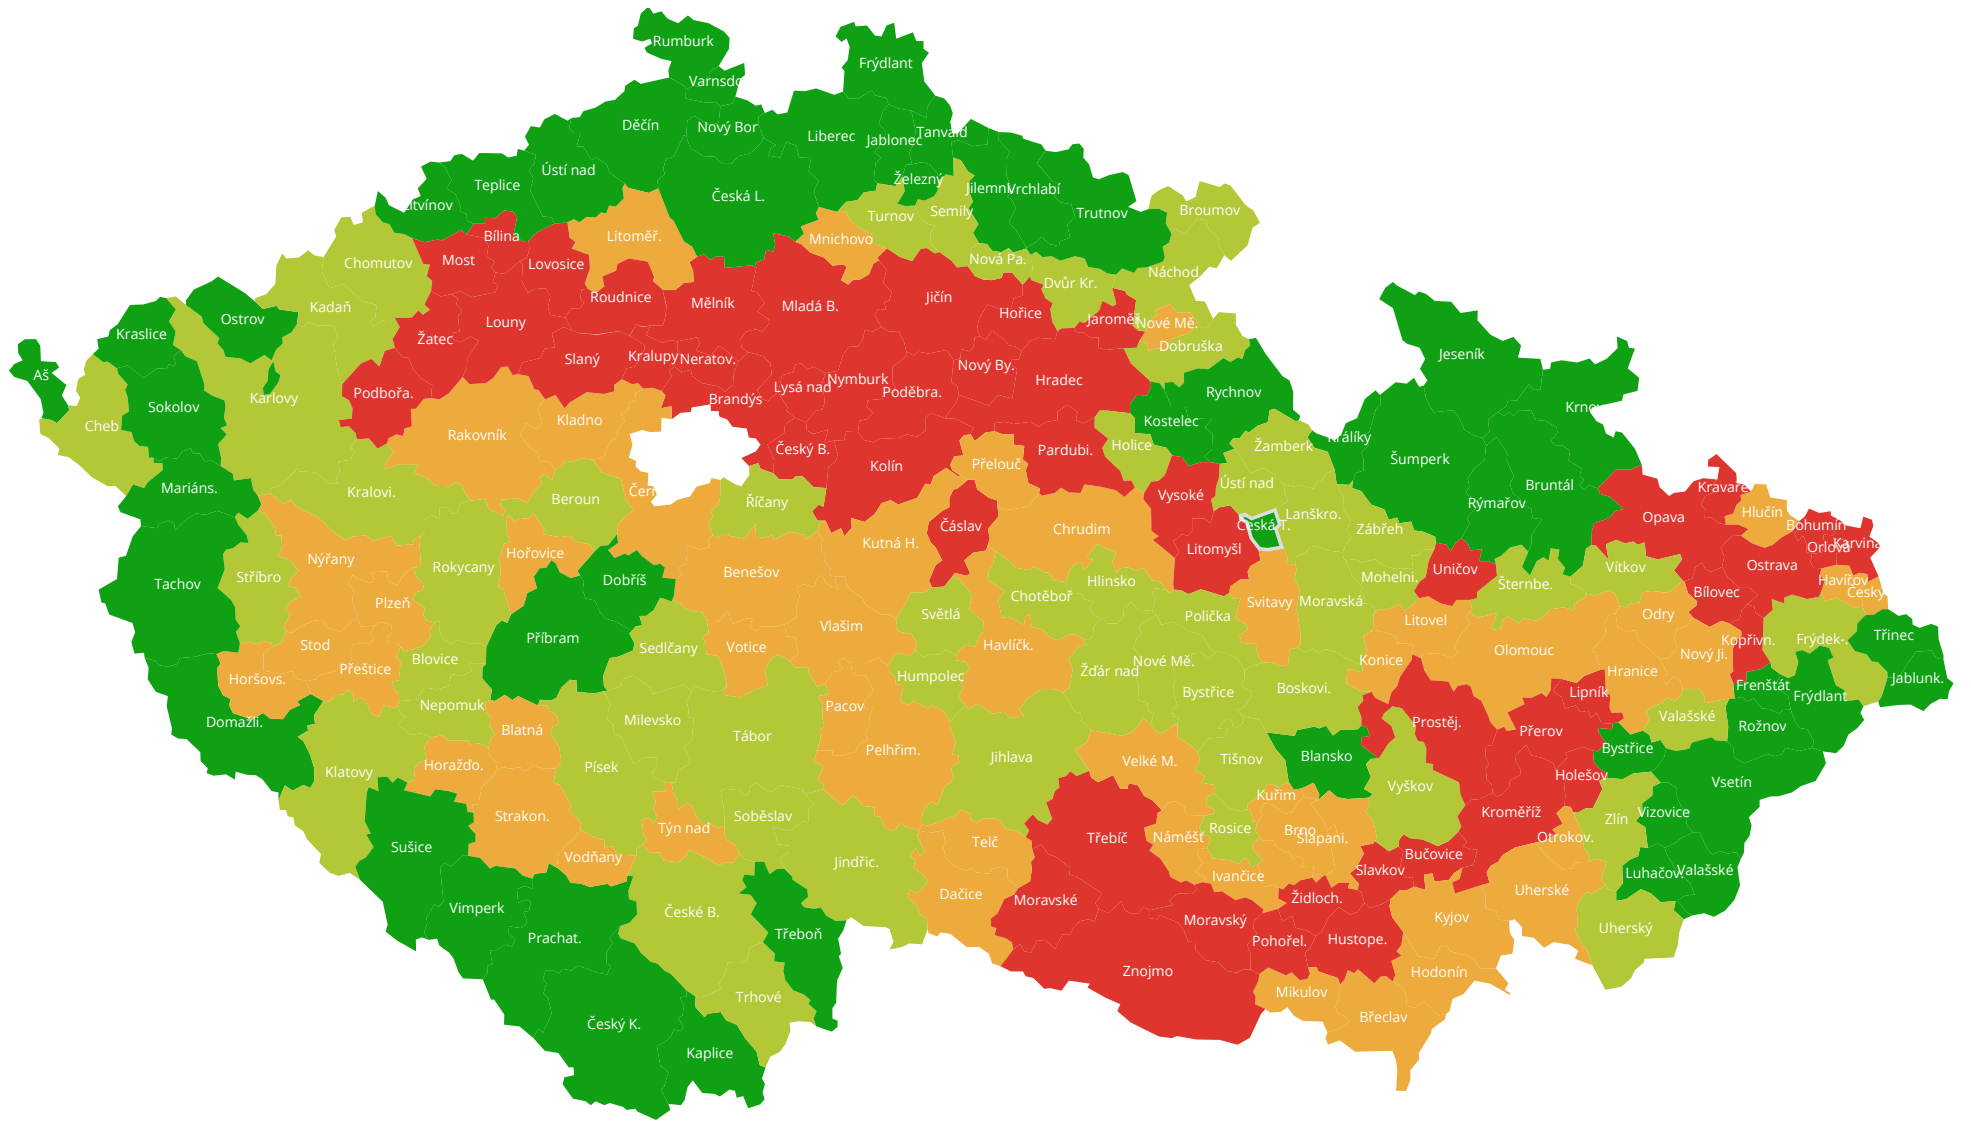 Rumburk
Frýdlant
Varnsdo
Děčín
Nový Bor
Liberec
Jablonec
Tanvald
Ústí nad
Teplice
Železný
Jilemni
Vrchlabí
Česká L.
Litvínov
Turnov
Semily
Trutnov
Broumov
Bílina
Litoměř.
Mnichovo
Most
Lovosice
Chomutov
Nová Pa.
Náchod
Dvůr Kr.
Roudnice
Mělník
Mladá B.
Jičín
Kadaň
Hořice
Jaroměř
Nové Mě.
Ostrov
Louny
Kraslice
Žatec
Dobruška
Slaný
Kralupy
Neratov.
Jeseník
Nový By.
Aš
Nymburk
Hradec
Lysá nad
Poděbra.
Podbořa.
Rychnov
Karlovy
Brandýs
Sokolov
Krnov
Kladno
Kostelec
Cheb
Rakovník
Králíky
Holice
Žamberk
Český B.
Pardubi.
Šumperk
Kolín
Přelouč
Mariáns.
Kralovi.
Ústí nad
Bruntál
Kravaře
Čern
Vysoké
Beroun
Říčany
Rýmařov
Hlučín
Lanškro.
Opava
Česká T.
Bohumín
Čáslav
Chrudim
Zábřeh
Kutná H.
Litomyšl
Orlová
Karviná
Hořovice
Nýřany
Rokycany
Vítkov
Ostrava
Uničov
Benešov
Stříbro
Mohelni.
Dobříš
Hlinsko
Havířov
Tachov
Šternbe.
Bílovec
Český
Chotěboř
Plzeň
Svitavy
Moravská
Světlá
Polička
Odry
Litovel
Vlašim
Třinec
Příbram
Frýdek-.
Kopřivn.
Stod
Havlíčk.
Votice
Sedlčany
Olomouc
Nový Ji.
Blovice
Konice
Nové Mě.
Přeštice
Žďár nad
Hranice
Humpolec
Horšovs.
Jablunk.
Frenštát
Boskovi.
Bystřice
Lipník
Frýdlant
Nepomuk
Pacov
Valašské
Milevsko
Domažli.
Prostěj.
Rožnov
Blatná
Přerov
Tábor
Bystřice
Pelhřim.
Jihlava
Blansko
Tišnov
Velké M.
Horažďo.
Písek
Klatovy
Holešov
Vsetín
Vyškov
Kuřim
Kroměříž
Vizovice
Strakon.
Soběslav
Zlín
Týn nad
Rosice
Brno
Třebíč
Náměšť
Šlapani.
Otrokov.
Telč
Sušice
Bučovice
Vodňany
Jindřic.
Slavkov
Valašské
Luhačov.
Ivančice
Uherské
Dačice
Židloch.
Moravské
Vimperk
České B.
Kyjov
Moravský
Uherský
Třeboň
Prachat.
Hustope.
Pohořel.
Znojmo
Hodonín
Mikulov
Trhové
Břeclav
Český K.
Kaplice